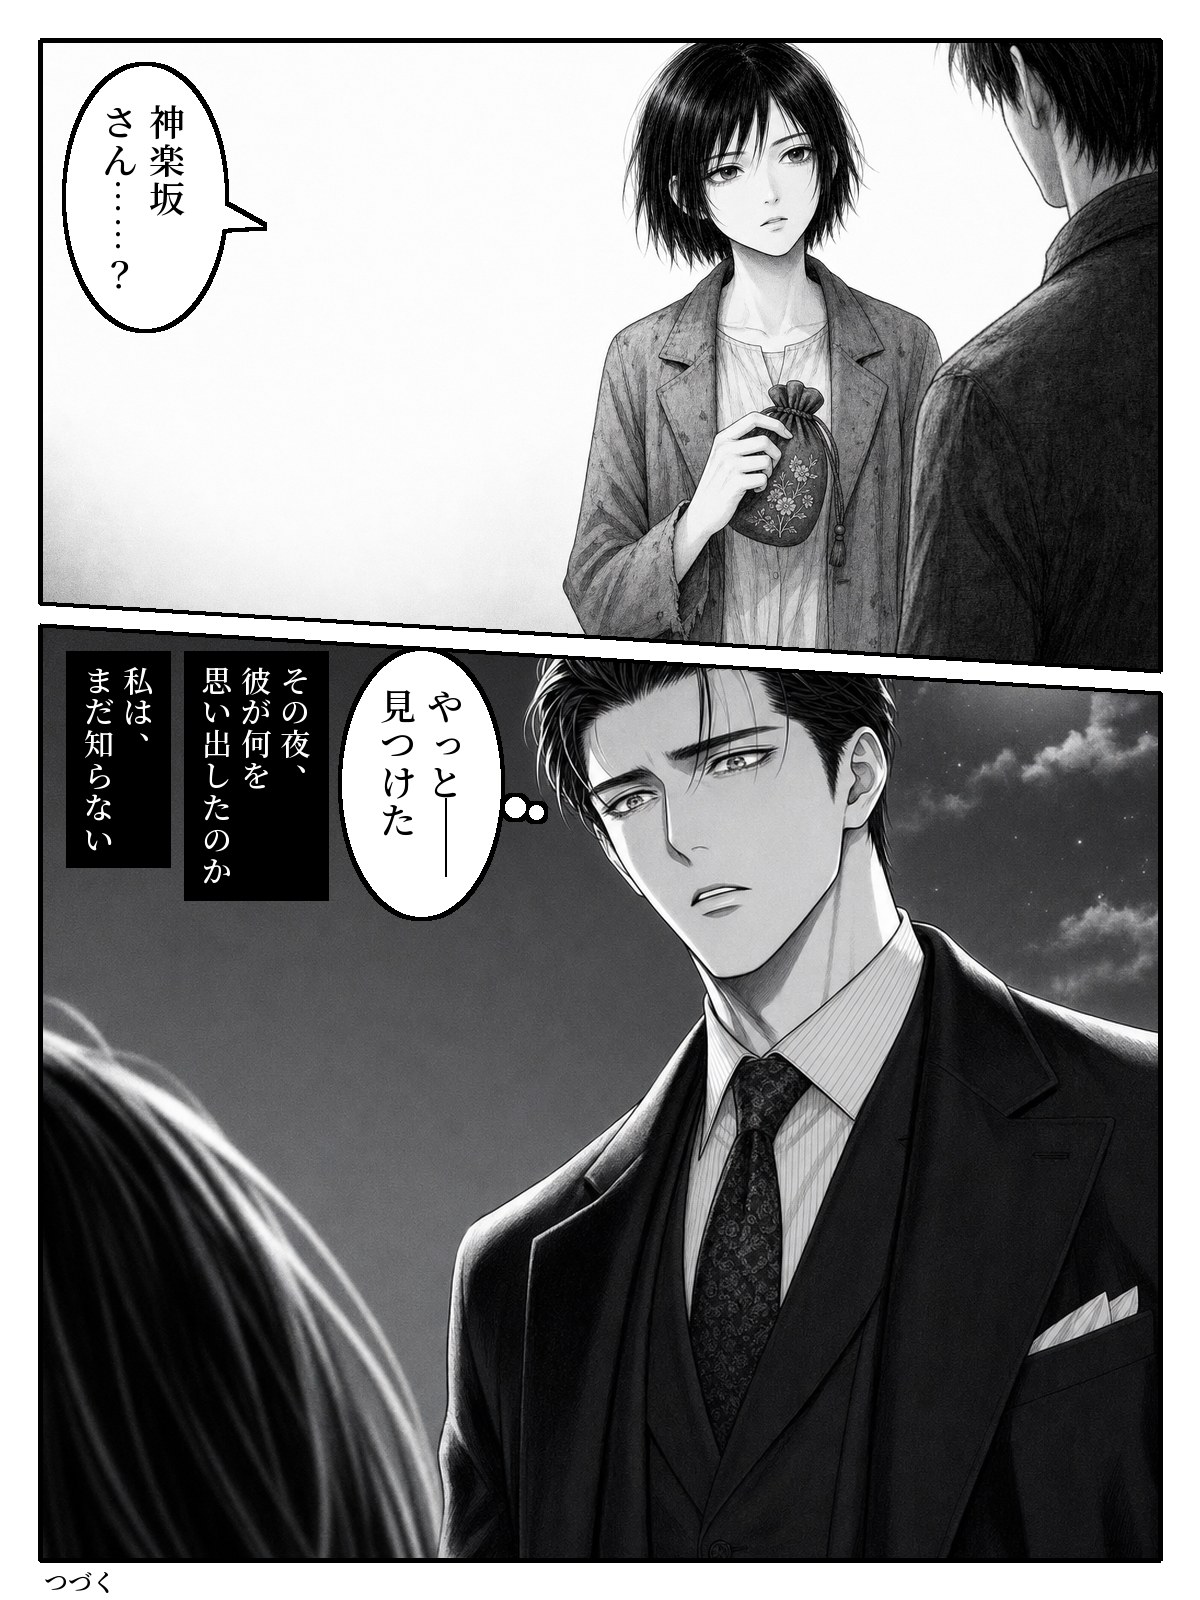 神楽坂
さん……？
やっと――
見つけた
その夜、
彼が何を
思い出したのか
私は、
まだ知らない
つづく